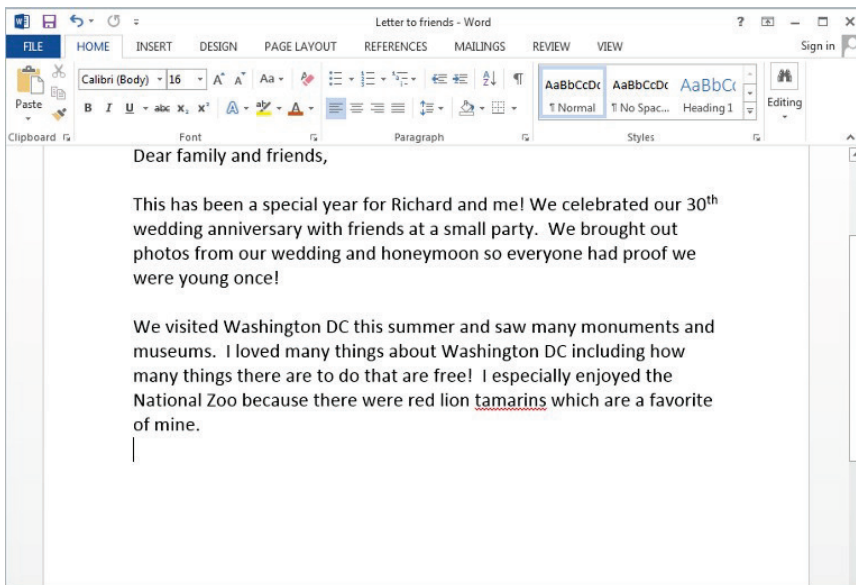 Letter to friends - Word
?
FILE HOME INSERT DESIGN PAGE LAYOUT REFERENCES MAILINGS REVIEW VIEW Sign in
Paste
Calibri (Body) 16 A A Aa
B I U abc X₂ X² A ab A
AaBbCcDc AaBbCcDc AaBbC
¶ Normal ¶ No Spac... Heading 1
Editing
Clipboard Font Paragraph Styles
Dear family and friends,
This has been a special year for Richard and me! We celebrated our 30th
wedding anniversary with friends at a small party.  We brought out
photos from our wedding and honeymoon so everyone had proof we
were young once!
We visited Washington DC this summer and saw many monuments and
museums.  I loved many things about Washington DC including how
many things there are to do that are free!  I especially enjoyed the
National Zoo because there were red lion tamarins which are a favorite
of mine.